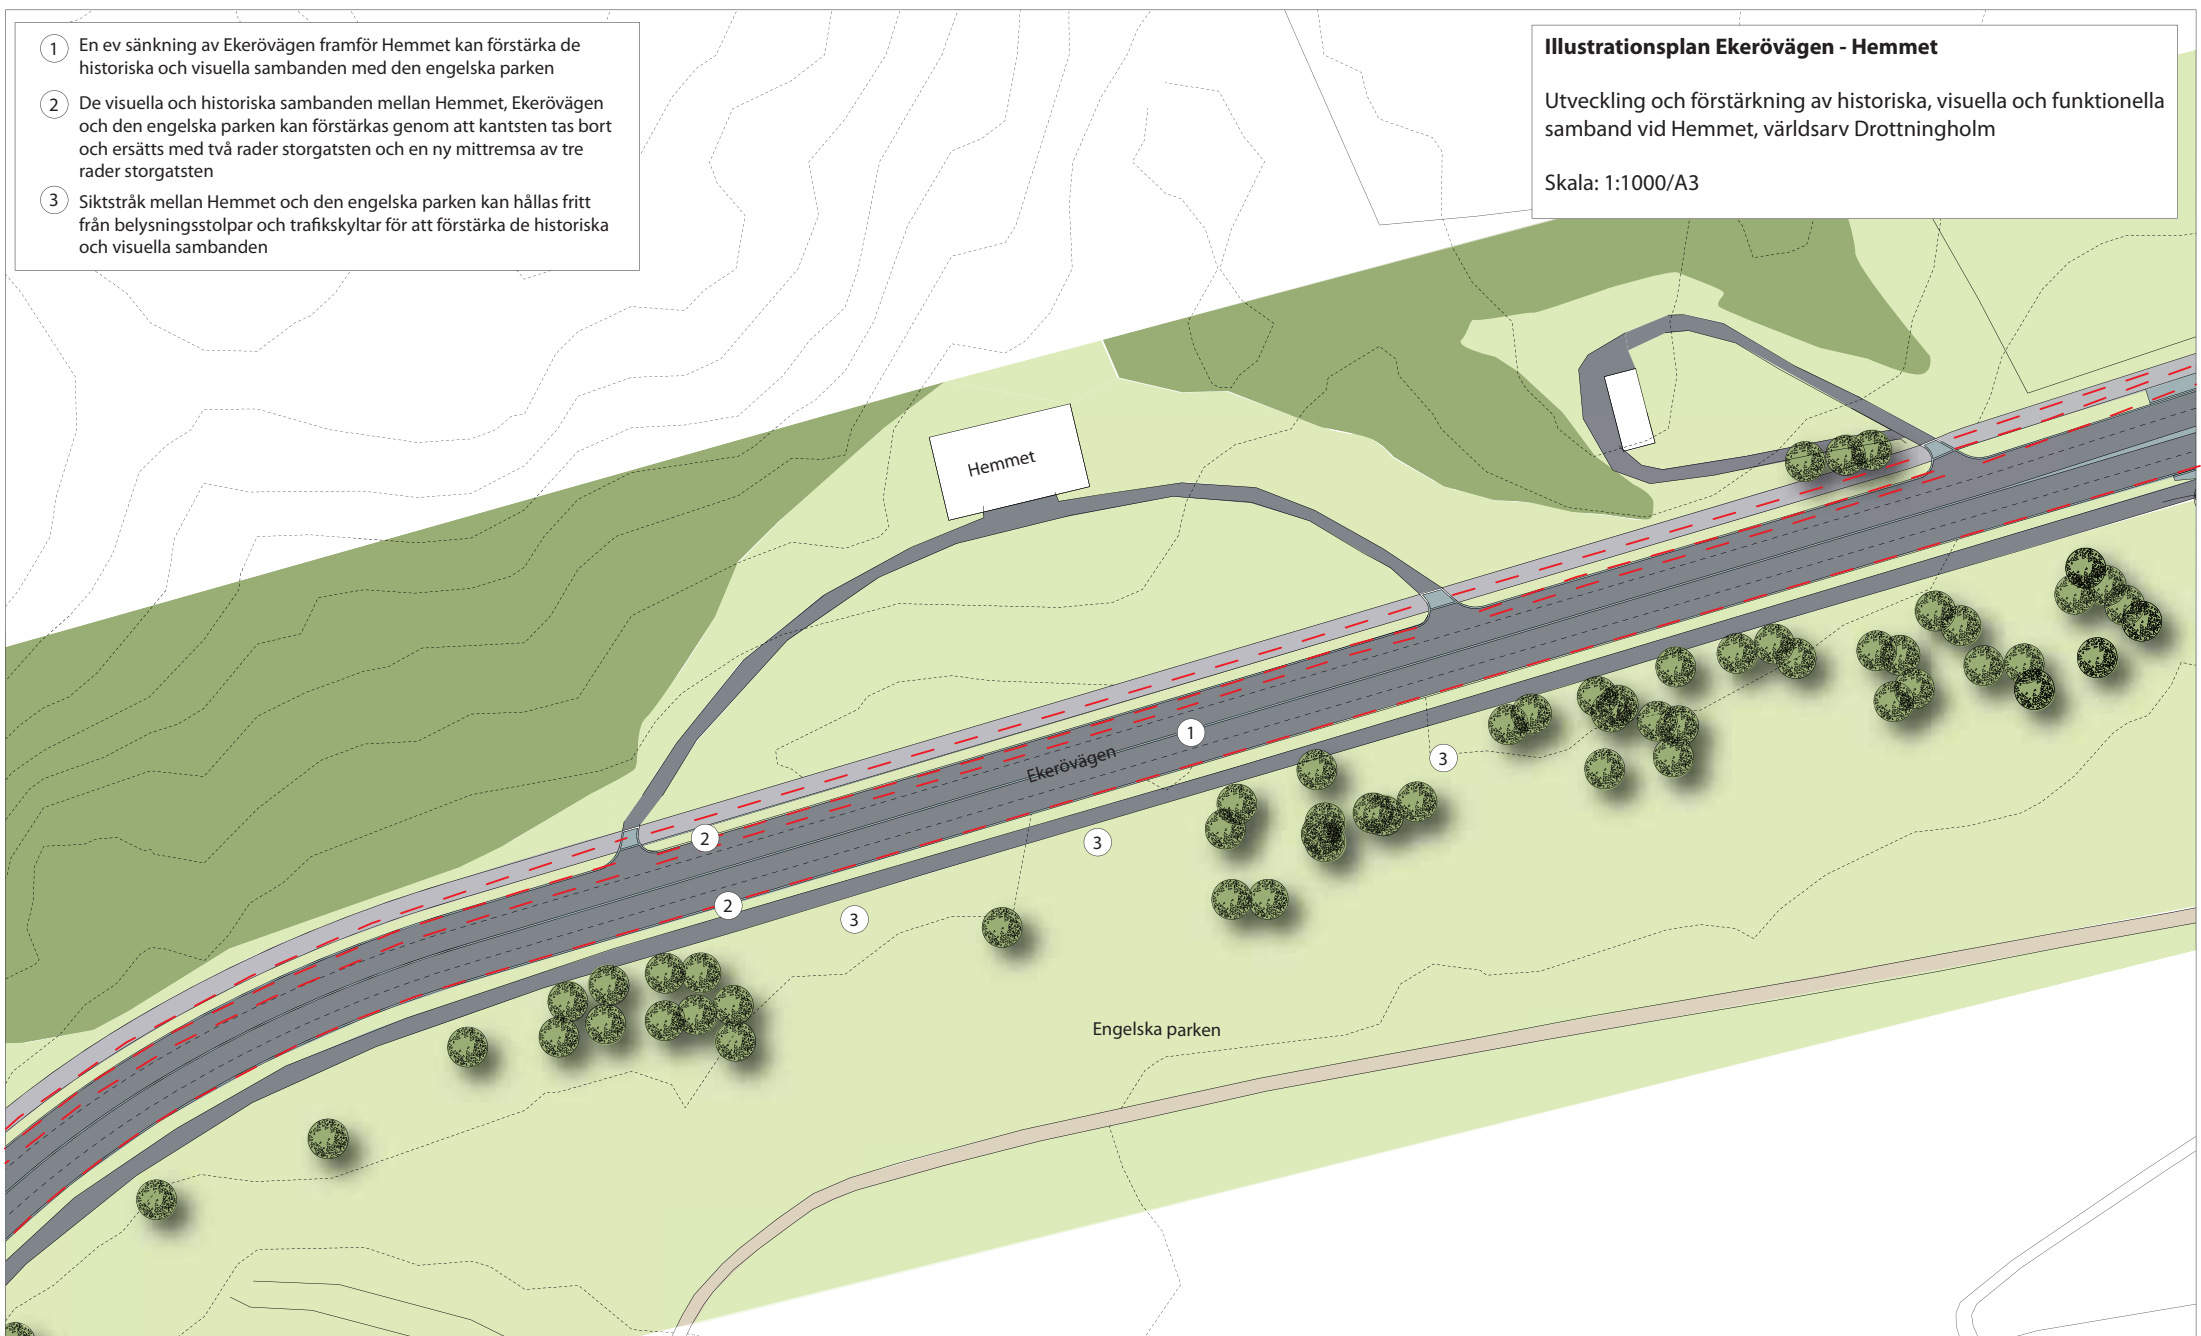 1 En ev sänkning av Ekerövägen framför Hemmet kan förstärka de
historiska och visuella sambanden med den engelska parken
2 De visuella och historiska sambanden mellan Hemmet, Ekerövägen
och den engelska parken kan förstärkas genom att kantsten tas bort
och ersätts med två rader storgatsten och en ny mittremsa av tre
rader storgatsten
3 Siktstråk mellan Hemmet och den engelska parken kan hållas fritt
från belysningsstolpar och trafikskyltar för att förstärka de historiska
och visuella sambanden
Illustrationsplan Ekerövägen - Hemmet
Utveckling och förstärkning av historiska, visuella och funktionella
samband vid Hemmet, världsarv Drottningholm
Skala: 1:1000/A3
Hemmet
1
Ekerövägen
3
2
3
2
3
Engelska parken